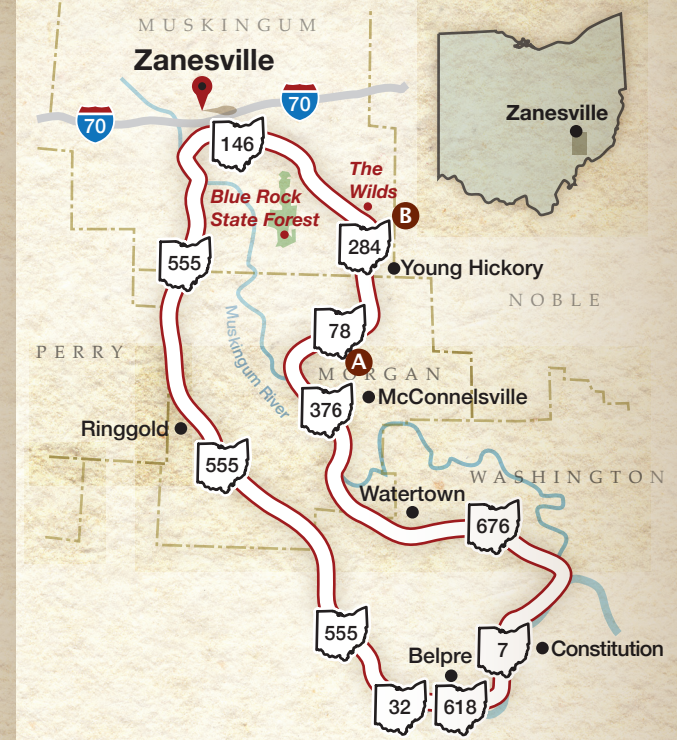 MUSKINGUM
Zanesville
70
70
Zanesville
146
The
Wilds
Blue Rock
State Forest
B
284
555
Young Hickory
NOBLE
78
Muskingum River
PERRY
A
MORGAN
McConnelsville
376
Ringgold
555
WASHINGTON
Watertown
676
555
7
Constitution
Belpre
32
618